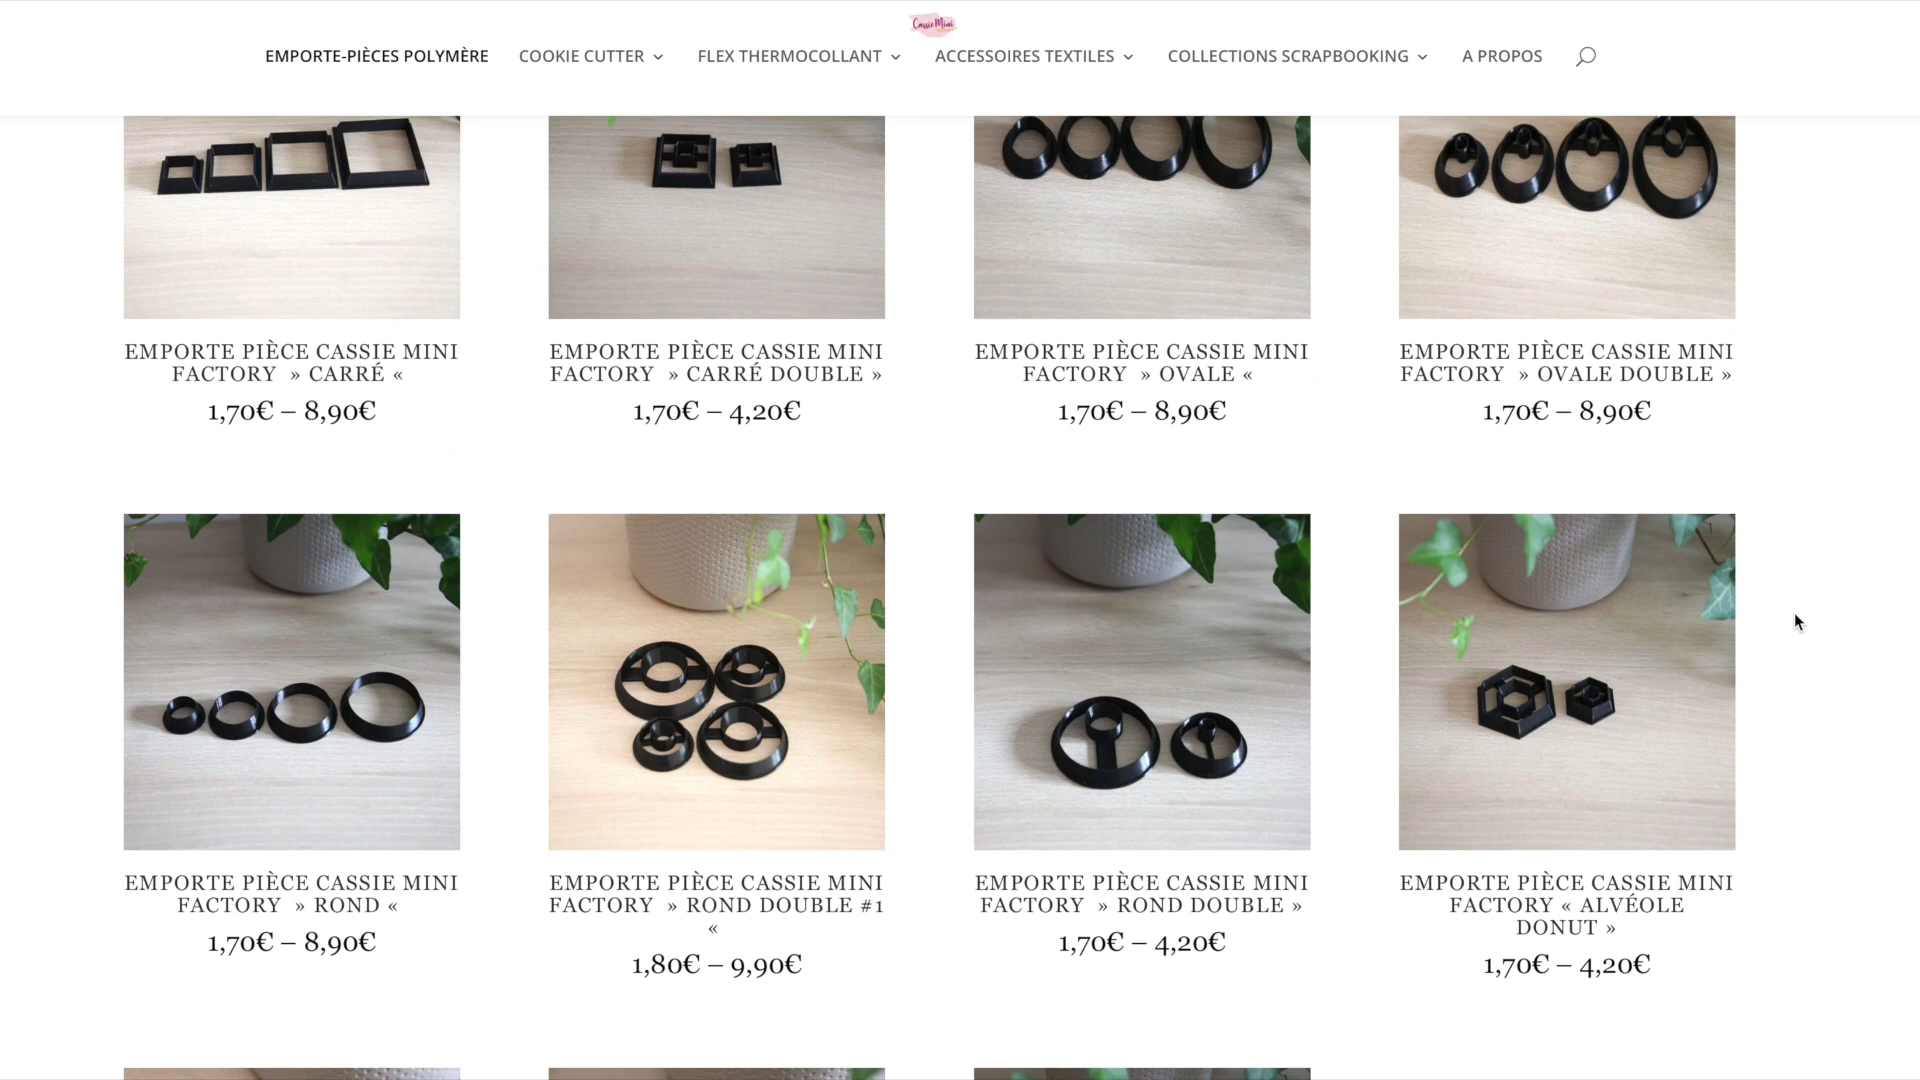 Cassie Mini
EMPORTE-PIÈCES POLYMÈRE
COOKIE CUTTER
FLEX THERMOCOLLANT
ACCESSOIRES TEXTILES
COLLECTIONS SCRAPBOOKING
A PROPOS
EMPORTE PIÈCE CASSIE MINI
FACTORY » CARRÉ «
1,70€ – 8,90€
EMPORTE PIÈCE CASSIE MINI
FACTORY » CARRÉ DOUBLE »
1,70€ – 4,20€
EMPORTE PIÈCE CASSIE MINI
FACTORY » OVALE «
1,70€ – 8,90€
EMPORTE PIÈCE CASSIE MINI
FACTORY » OVALE DOUBLE »
1,70€ – 8,90€
EMPORTE PIÈCE CASSIE MINI
FACTORY » ROND «
1,70€ – 8,90€
EMPORTE PIÈCE CASSIE MINI
FACTORY » ROND DOUBLE #1
«
1,80€ – 9,90€
EMPORTE PIÈCE CASSIE MINI
FACTORY » ROND DOUBLE »
1,70€ – 4,20€
EMPORTE PIÈCE CASSIE MINI
FACTORY « ALVÉOLE
DONUT »
1,70€ – 4,20€